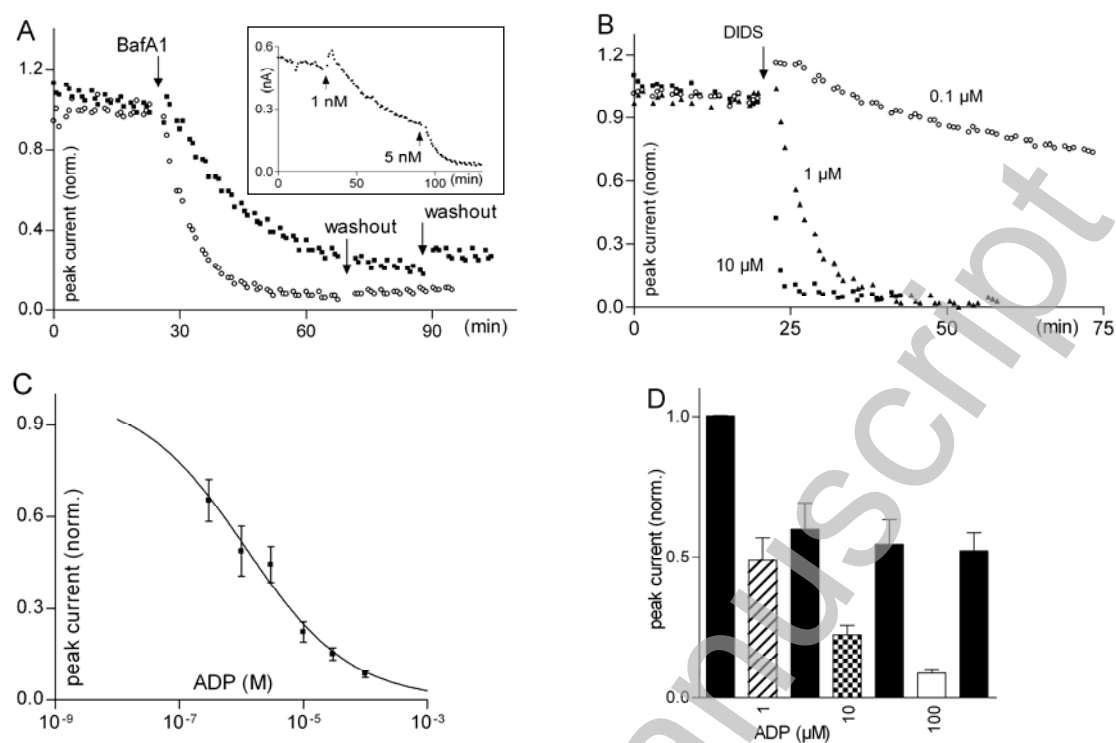 A
BafA1
1.2
0.8
0.4
0.0
peak current (norm.)
0 30 60 90 (min)
washout
washout
0.6
(nA)
0.3
0.0
1 nM
5 nM
0 50 100 (min)
B
DIDS
1.2
0.9
0.6
0.3
0.0
peak current (norm.)
0.1 µM
1 µM
10 µM
0 25 50 (min) 75
C
0.9
0.6
0.3
0.0
peak current (norm.)
ADP (M)
10-9 10-7 10-5 10-3
D
1.0
0.5
0.0
peak current (norm.)
1 10 100
ADP (µM)
anuscript